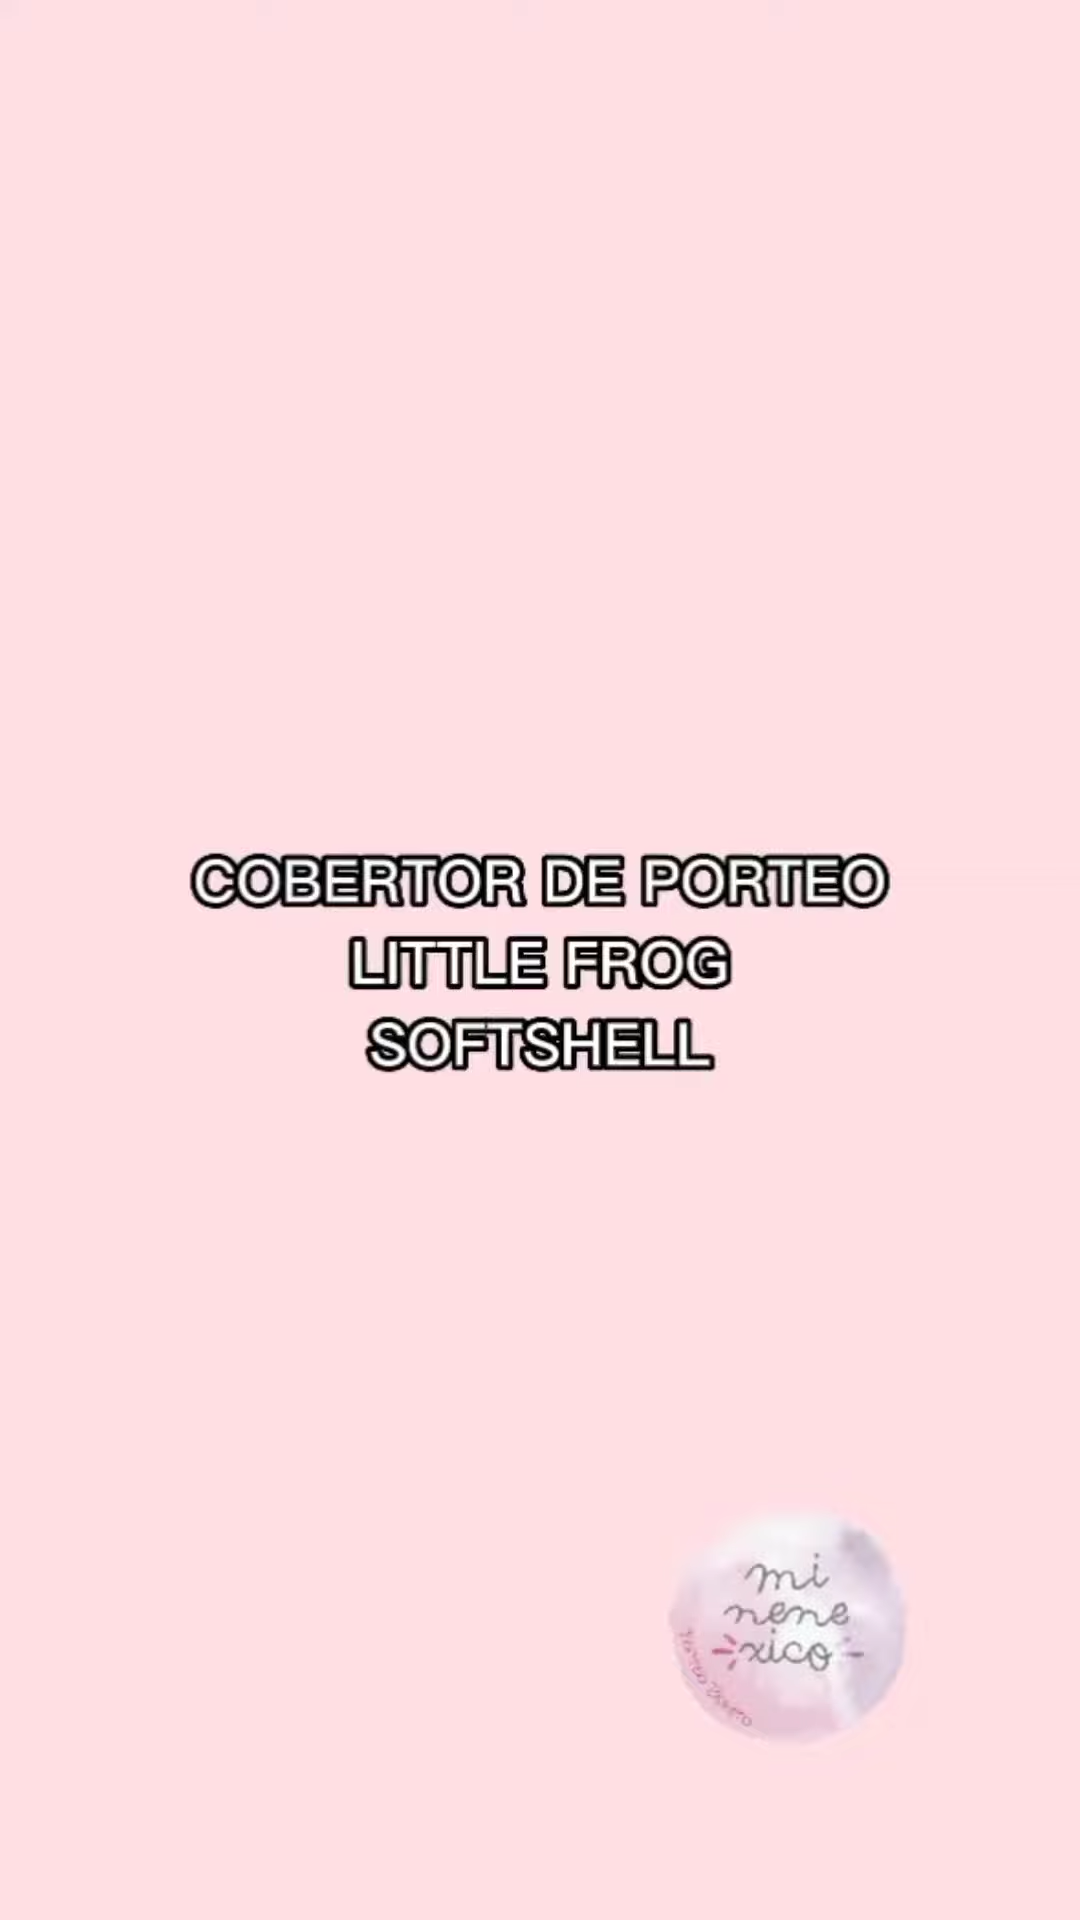 COBERTOR DE PORTEO
LITTLE FROG
SOFTSHELL
mi
nene
xico